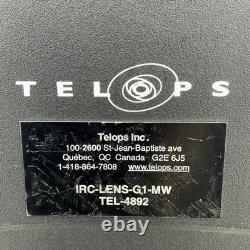 TELOPS
Telops Inc.
100-2600 St-Jean-Baptiste ave
Québec, QC Canada G2E 6J5
1-418-864-7808 www.telops.com
IRC-LENS-G1-MW
TEL-4892
ebay